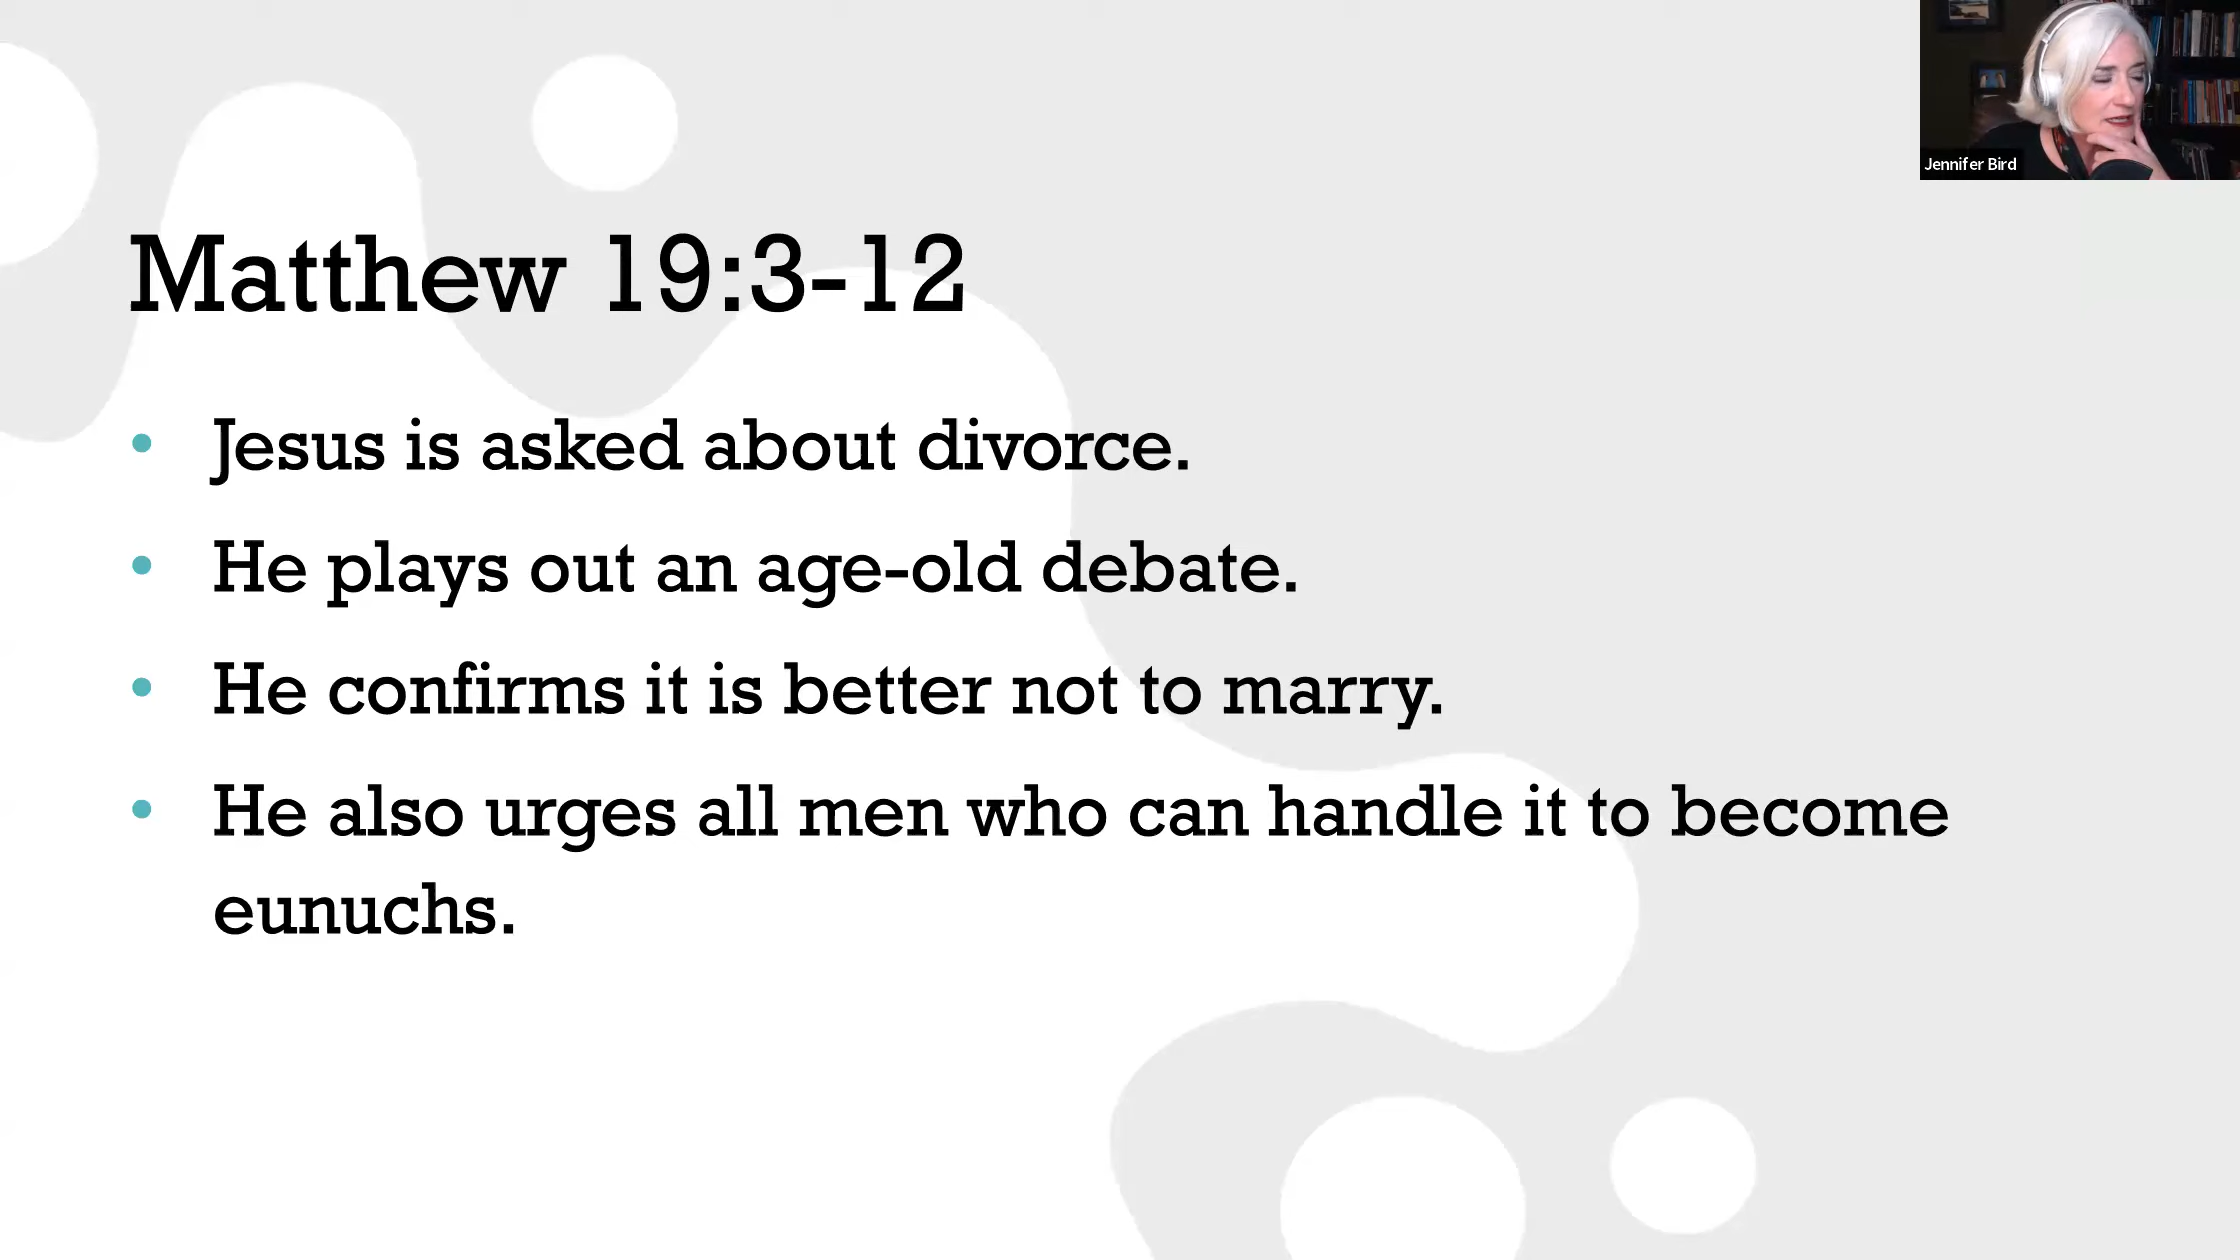 Jennifer Bird
Matthew 19:3-12
• Jesus is asked about divorce.
• He plays out an age-old debate.
• He confirms it is better not to marry.
• He also urges all men who can handle it to become
eunuchs.